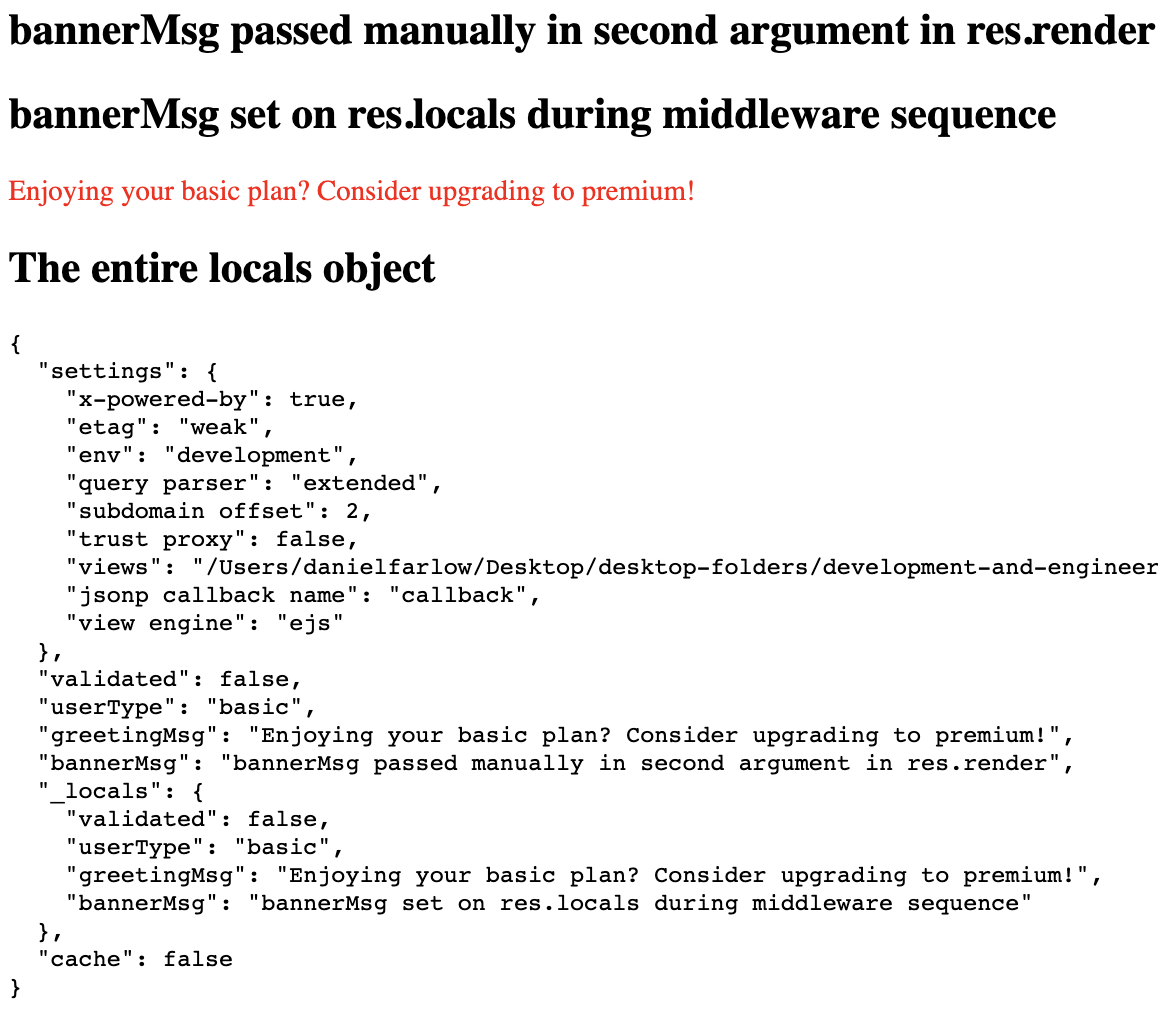 bannerMsg passed manually in second argument in res.render
bannerMsg set on res.locals during middleware sequence
Enjoying your basic plan? Consider upgrading to premium!
The entire locals object
{
  "settings": {
    "x-powered-by": true,
    "etag": "weak",
    "env": "development",
    "query parser": "extended",
    "subdomain offset": 2,
    "trust proxy": false,
    "views": "/Users/danielfarlow/Desktop/desktop-folders/development-and-engineer
    "jsonp callback name": "callback",
    "view engine": "ejs"
  },
  "validated": false,
  "userType": "basic",
  "greetingMsg": "Enjoying your basic plan? Consider upgrading to premium!",
  "bannerMsg": "bannerMsg passed manually in second argument in res.render",
  "_locals": {
    "validated": false,
    "userType": "basic",
    "greetingMsg": "Enjoying your basic plan? Consider upgrading to premium!",
    "bannerMsg": "bannerMsg set on res.locals during middleware sequence"
  },
  "cache": false
}